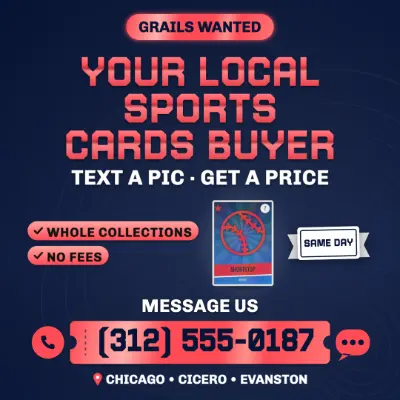 GRAILS WANTED
YOUR LOCAL
SPORTS
CARDS BUYER
TEXT A PIC · GET A PRICE
WHOLE COLLECTIONS
NO FEES
SAME DAY
MESSAGE US
(312) 555-0187
CHICAGO • CICERO • EVANSTON